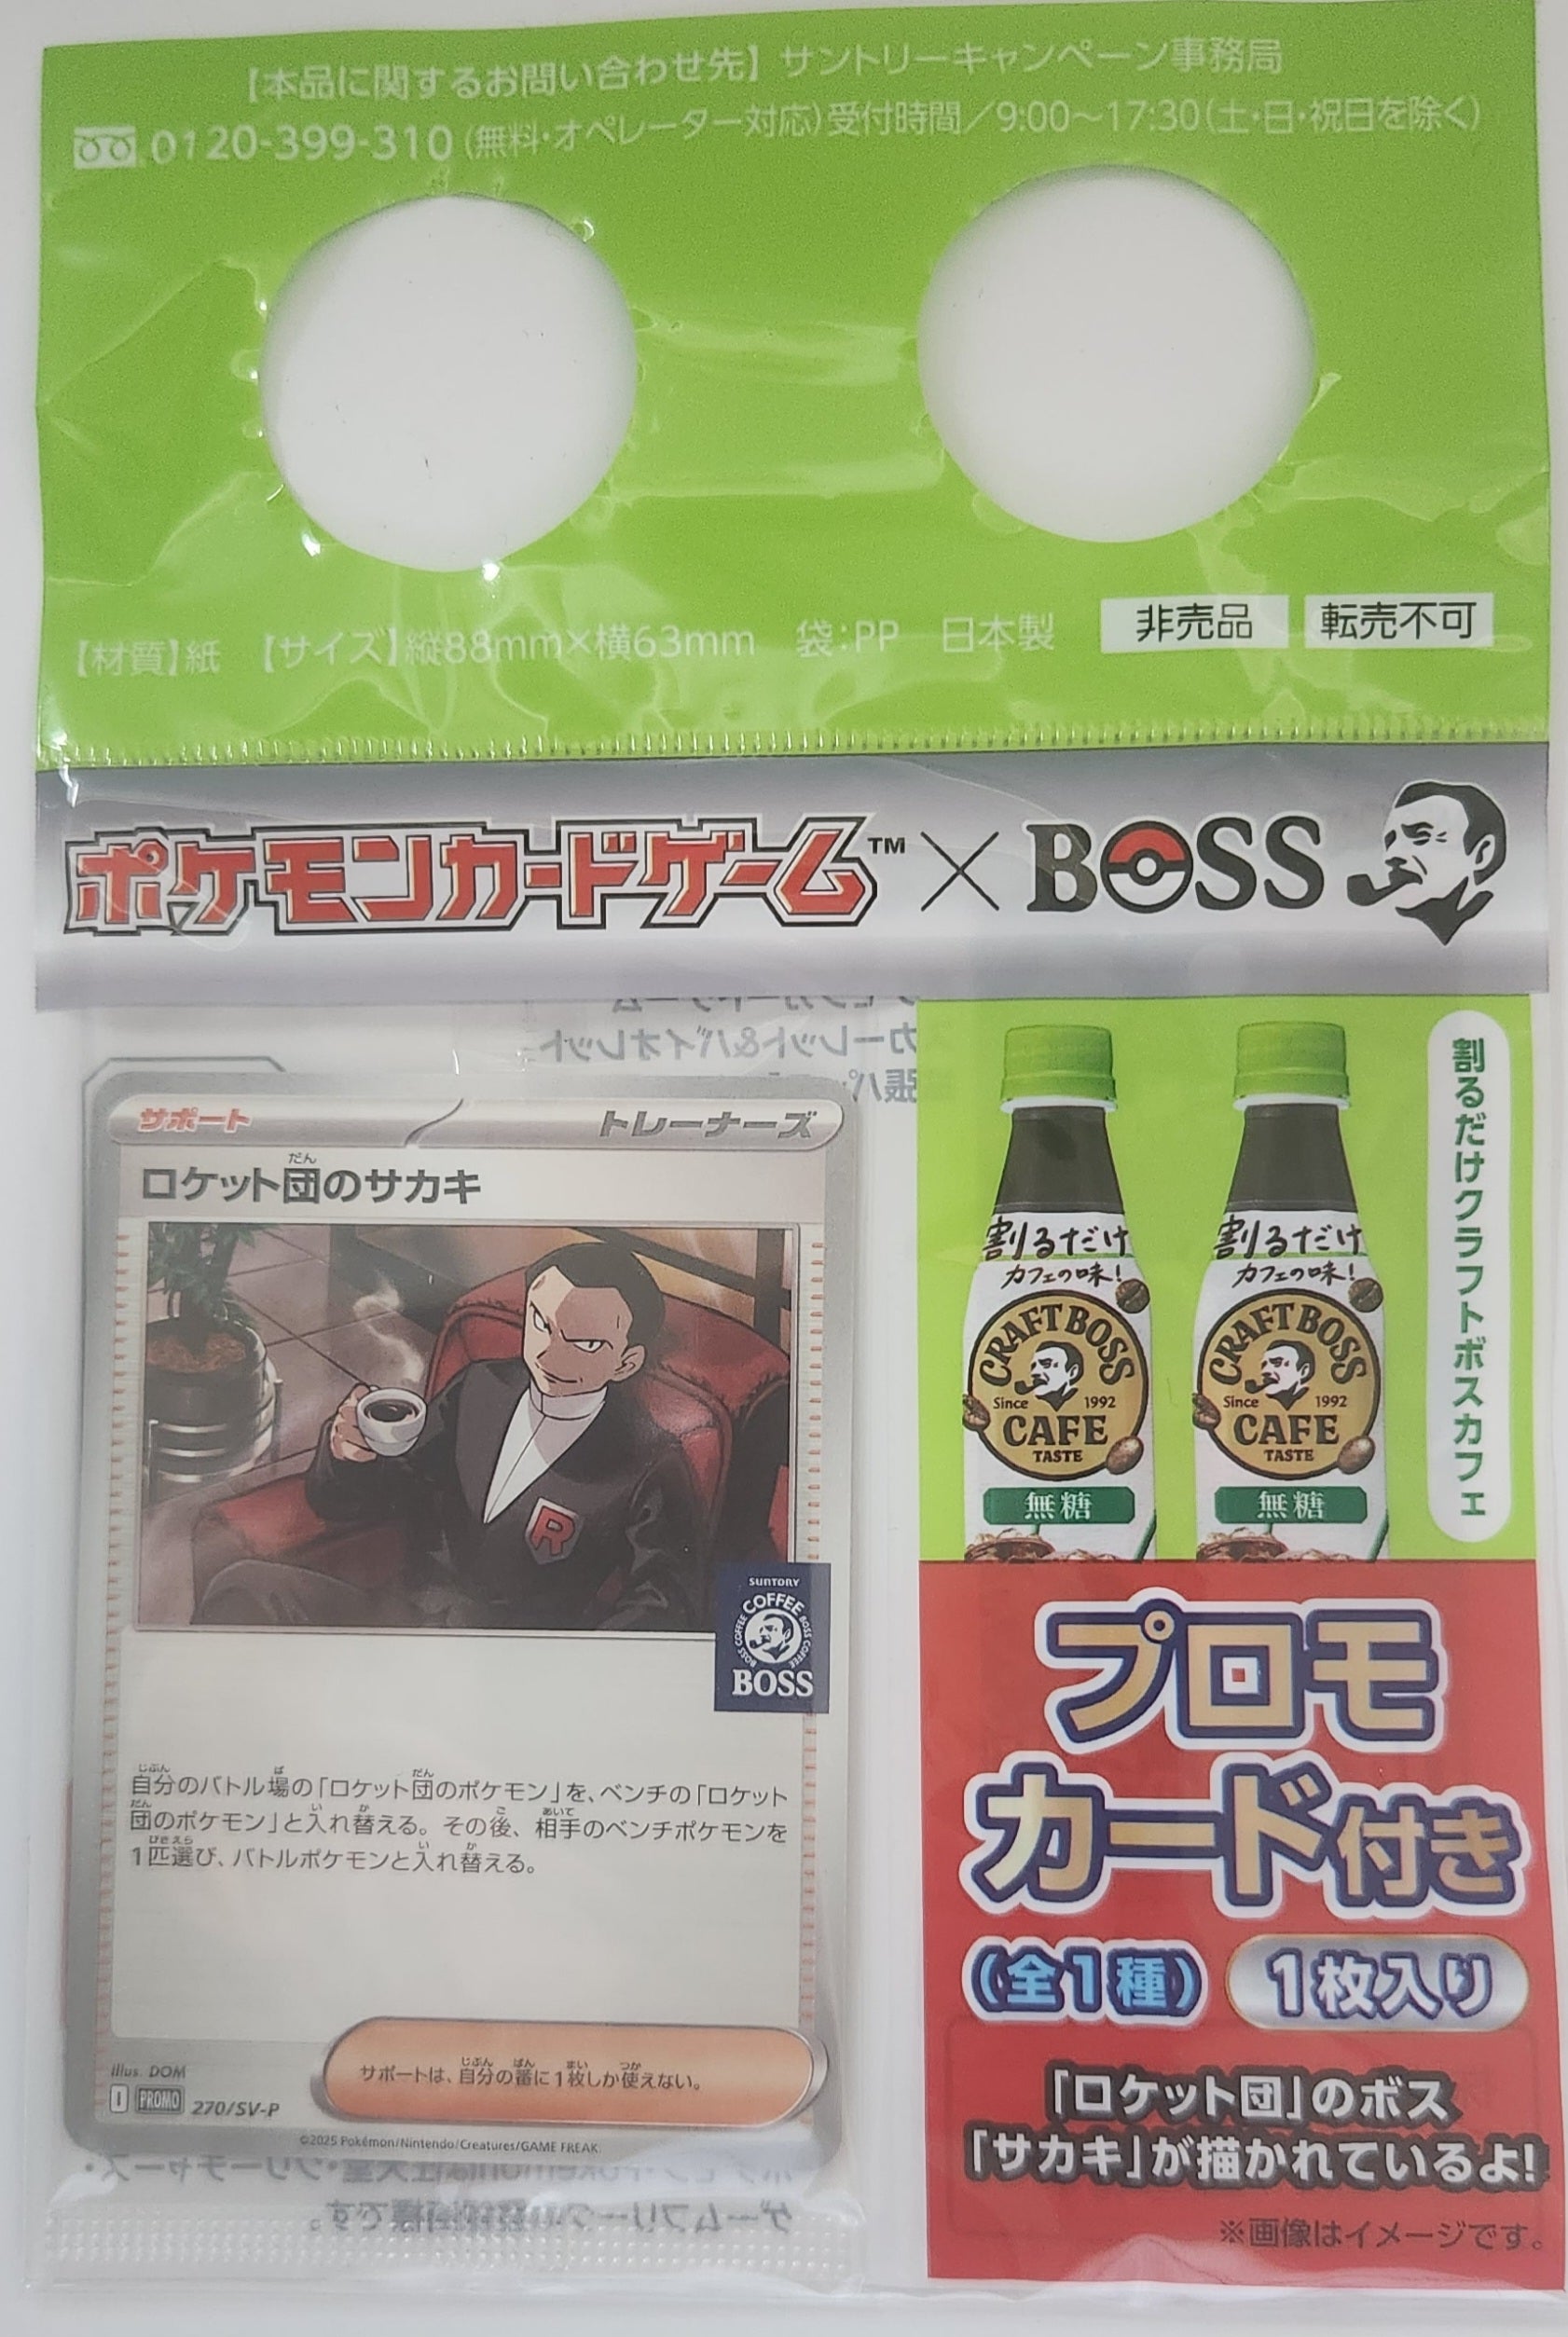 【本品に関するお問い合わせ先】サントリーキャンペーン事務局
0120-399-310(無料・オペレーター対応)受付時間/9:00〜17:30(土・日・祝日を除く)
【材質】紙 【サイズ】縦88mm×横63mm 袋:PP 日本製 非売品 転売不可
ポケモンカードゲーム™×BOSS
サポート トレーナーズ
ロケット団のサカキ
だん
R
SUNTORY
COFFEE
BOSS COFFEE
BOSS COFFEE
BOSS
自分のバトル場の「ロケット団のポケモン」を、ベンチの「ロケット
団のポケモン」と入れ替える。その後、相手のベンチポケモンを
1匹選び、バトルポケモンと入れ替える。
サポートは、自分の番に1枚しか使えない。
Illus. DOM
I PROMO 270/SV-P
©2025 Pokémon/Nintendo/Creatures/GAME FREAK.
割るだけクラフトボスカフェ
割るだけ
カフェの味!
CRAFT BOSS
Since 1992
CAFE
TASTE
無糖
割るだけ
カフェの味!
CRAFT BOSS
Since 1992
CAFE
TASTE
無糖
プロモ
カード付き
(全1種) 1枚入り
「ロケット団」のボス
「サカキ」が描かれているよ!
※画像はイメージです。